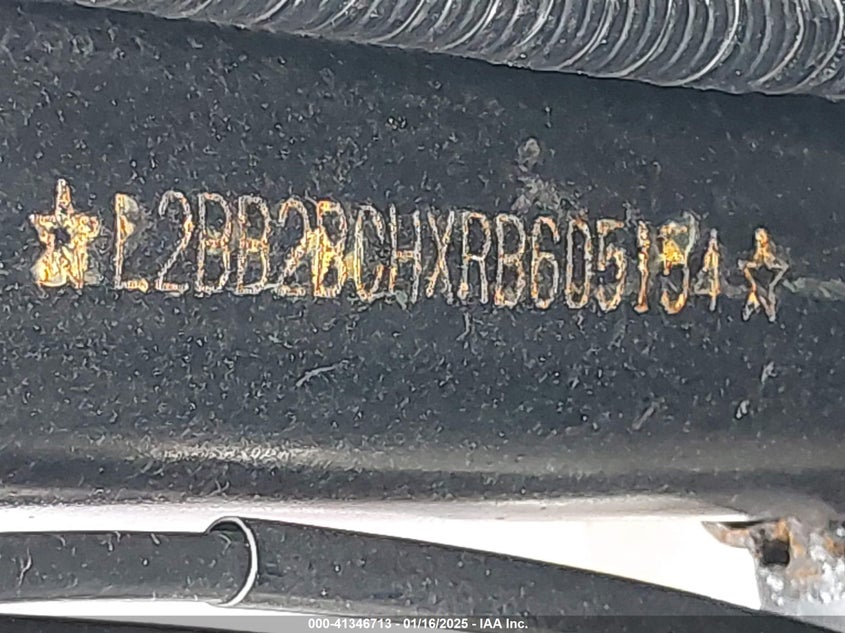 ☆L2BB2BCHXRB605154☆
000-41346713 - 01/16/2025 - IAA Inc.